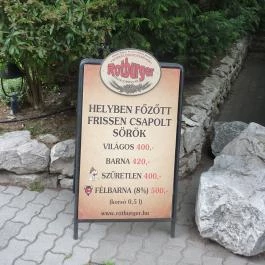 Rotburger
HELYBEN FŐZÖTT
FRISSEN CSAPOLT
SÖRÖK
VILÁGOS 400,-
BARNA 420,-
SZŰRETLEN 400,-
FÉLBARNA (8%) 500,-
(korsó 0,5 l)
www.rotburger.hu